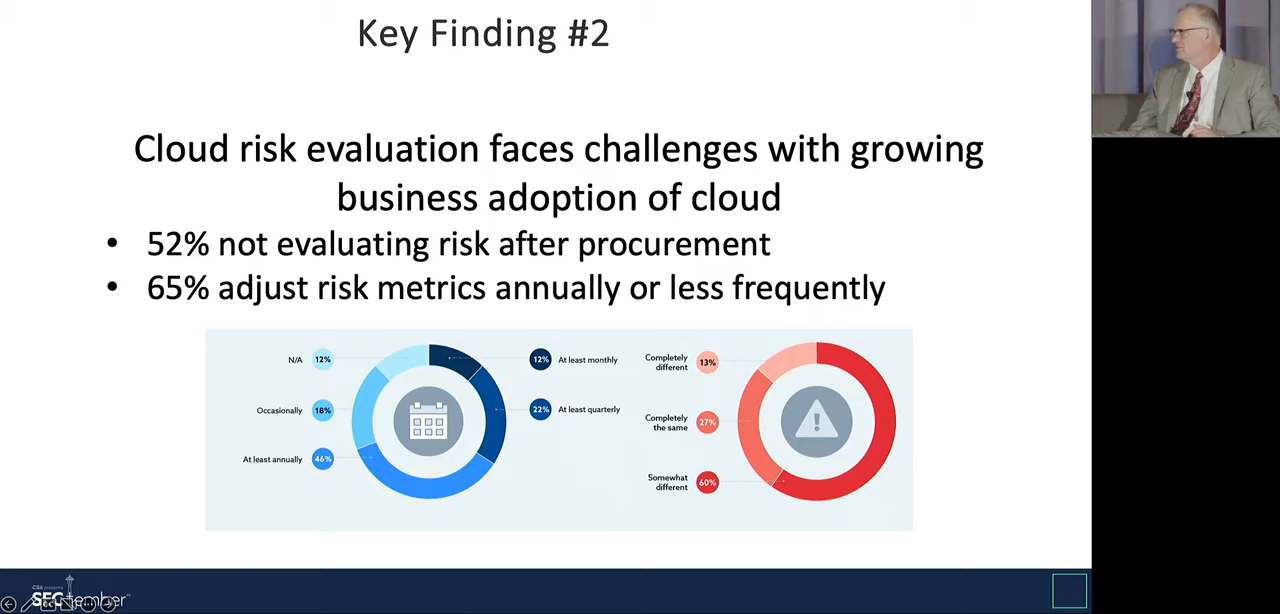 Key Finding #2
Cloud risk evaluation faces challenges with growing
business adoption of cloud
• 52% not evaluating risk after procurement
• 65% adjust risk metrics annually or less frequently
N/A 12%
Occasionally 18%
At least annually 46%
12% At least monthly
22% At least quarterly
Completely
different 13%
Completely
the same 27%
Somewhat
different 60%
CSA presents
SECtember